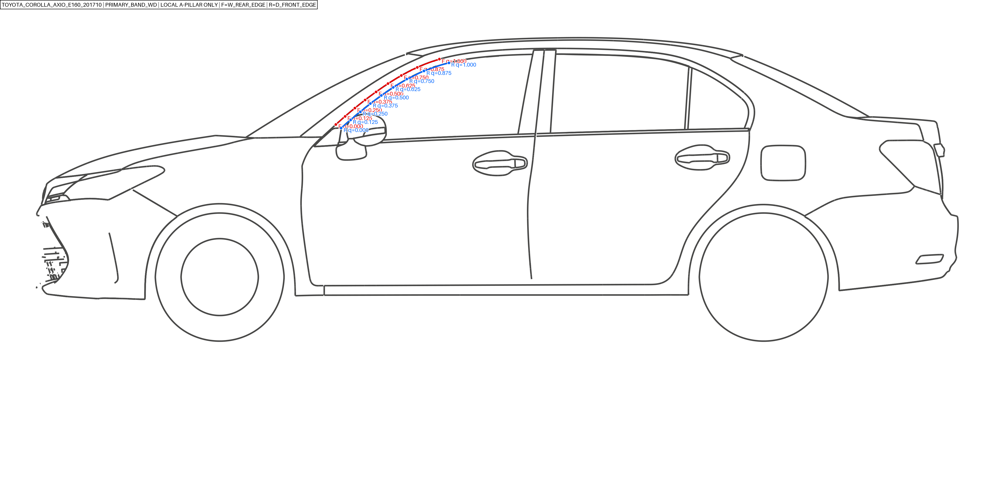 TOYOTA_COROLLA_AXIO_E160_201710 | PRIMARY_BAND_WD | LOCAL A-PILLAR ONLY | F=W_REAR_EDGE | R=D_FRONT_EDGE
F q=1.000
R q=1.000
F q=0.875
R q=0.875
F q=0.750
R q=0.750
F q=0.625
R q=0.625
F q=0.500
R q=0.500
F q=0.375
R q=0.375
F q=0.250
R q=0.250
F q=0.125
R q=0.125
F q=0.000
R q=0.000